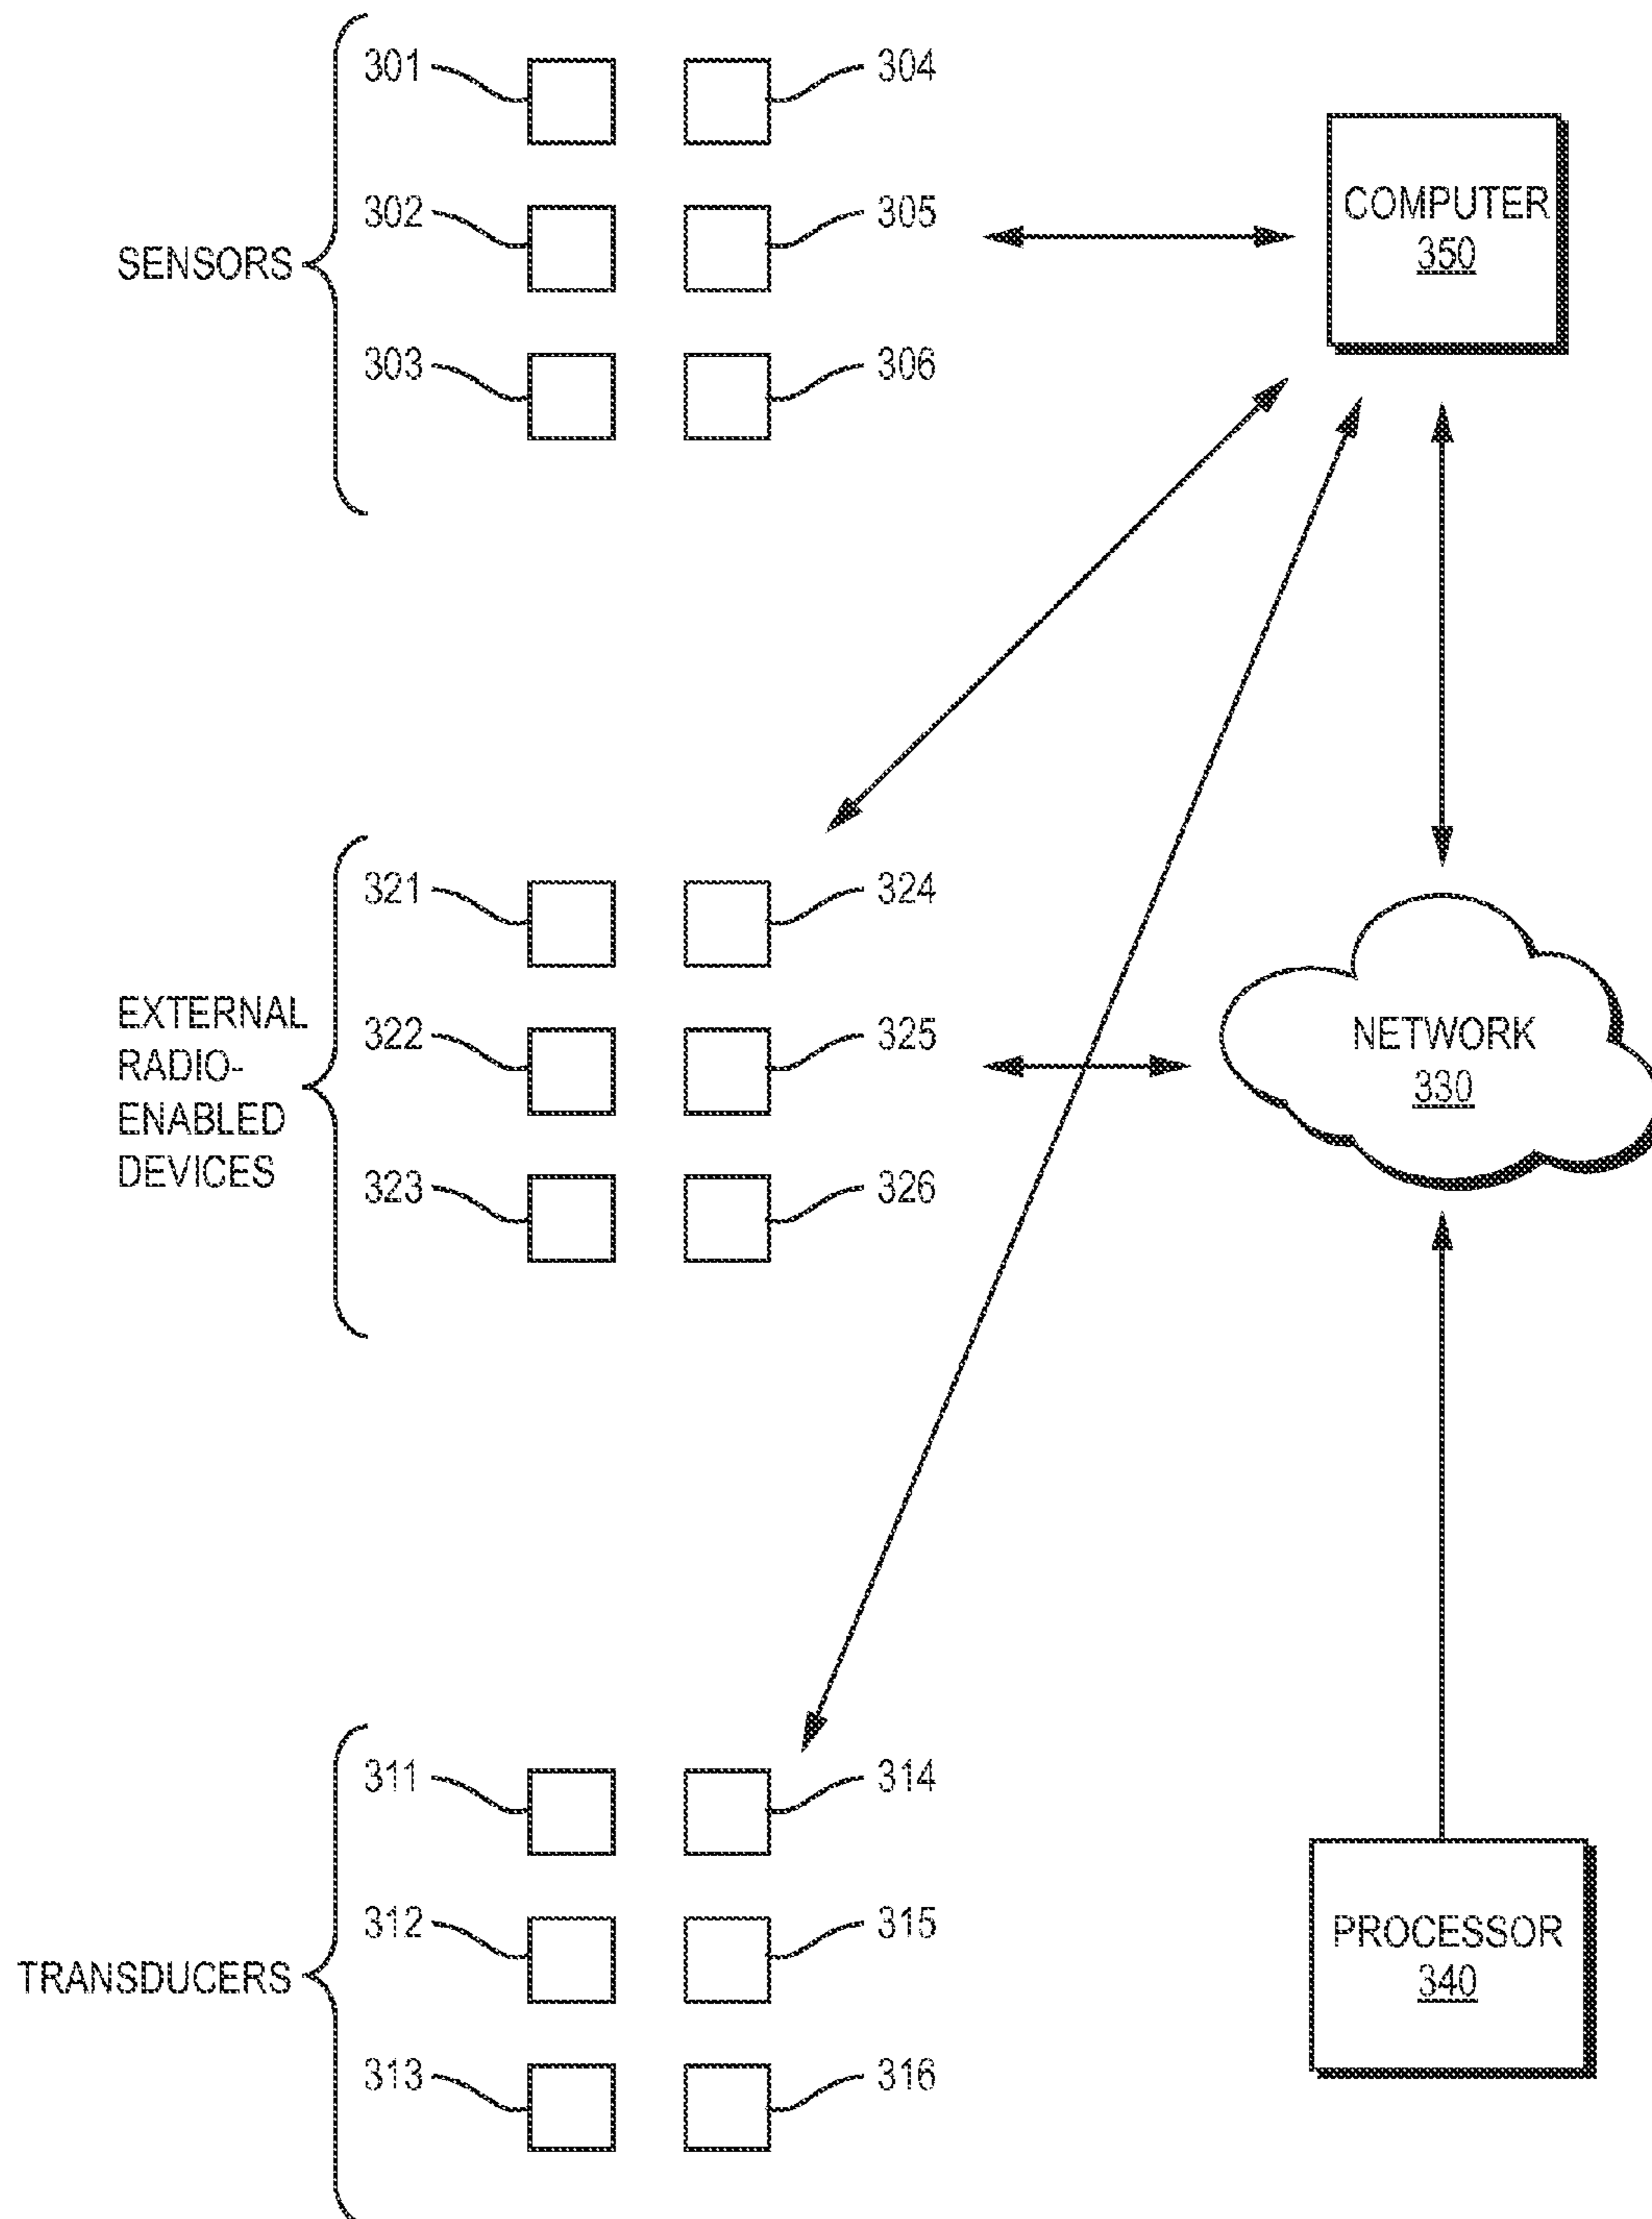 301
304
302
305
SENSORS
303
306
COMPUTER
350
321
324
EXTERNAL
RADIO-
ENABLED
DEVICES
322
325
323
326
NETWORK
330
311
314
312
315
TRANSDUCERS
313
316
PROCESSOR
340